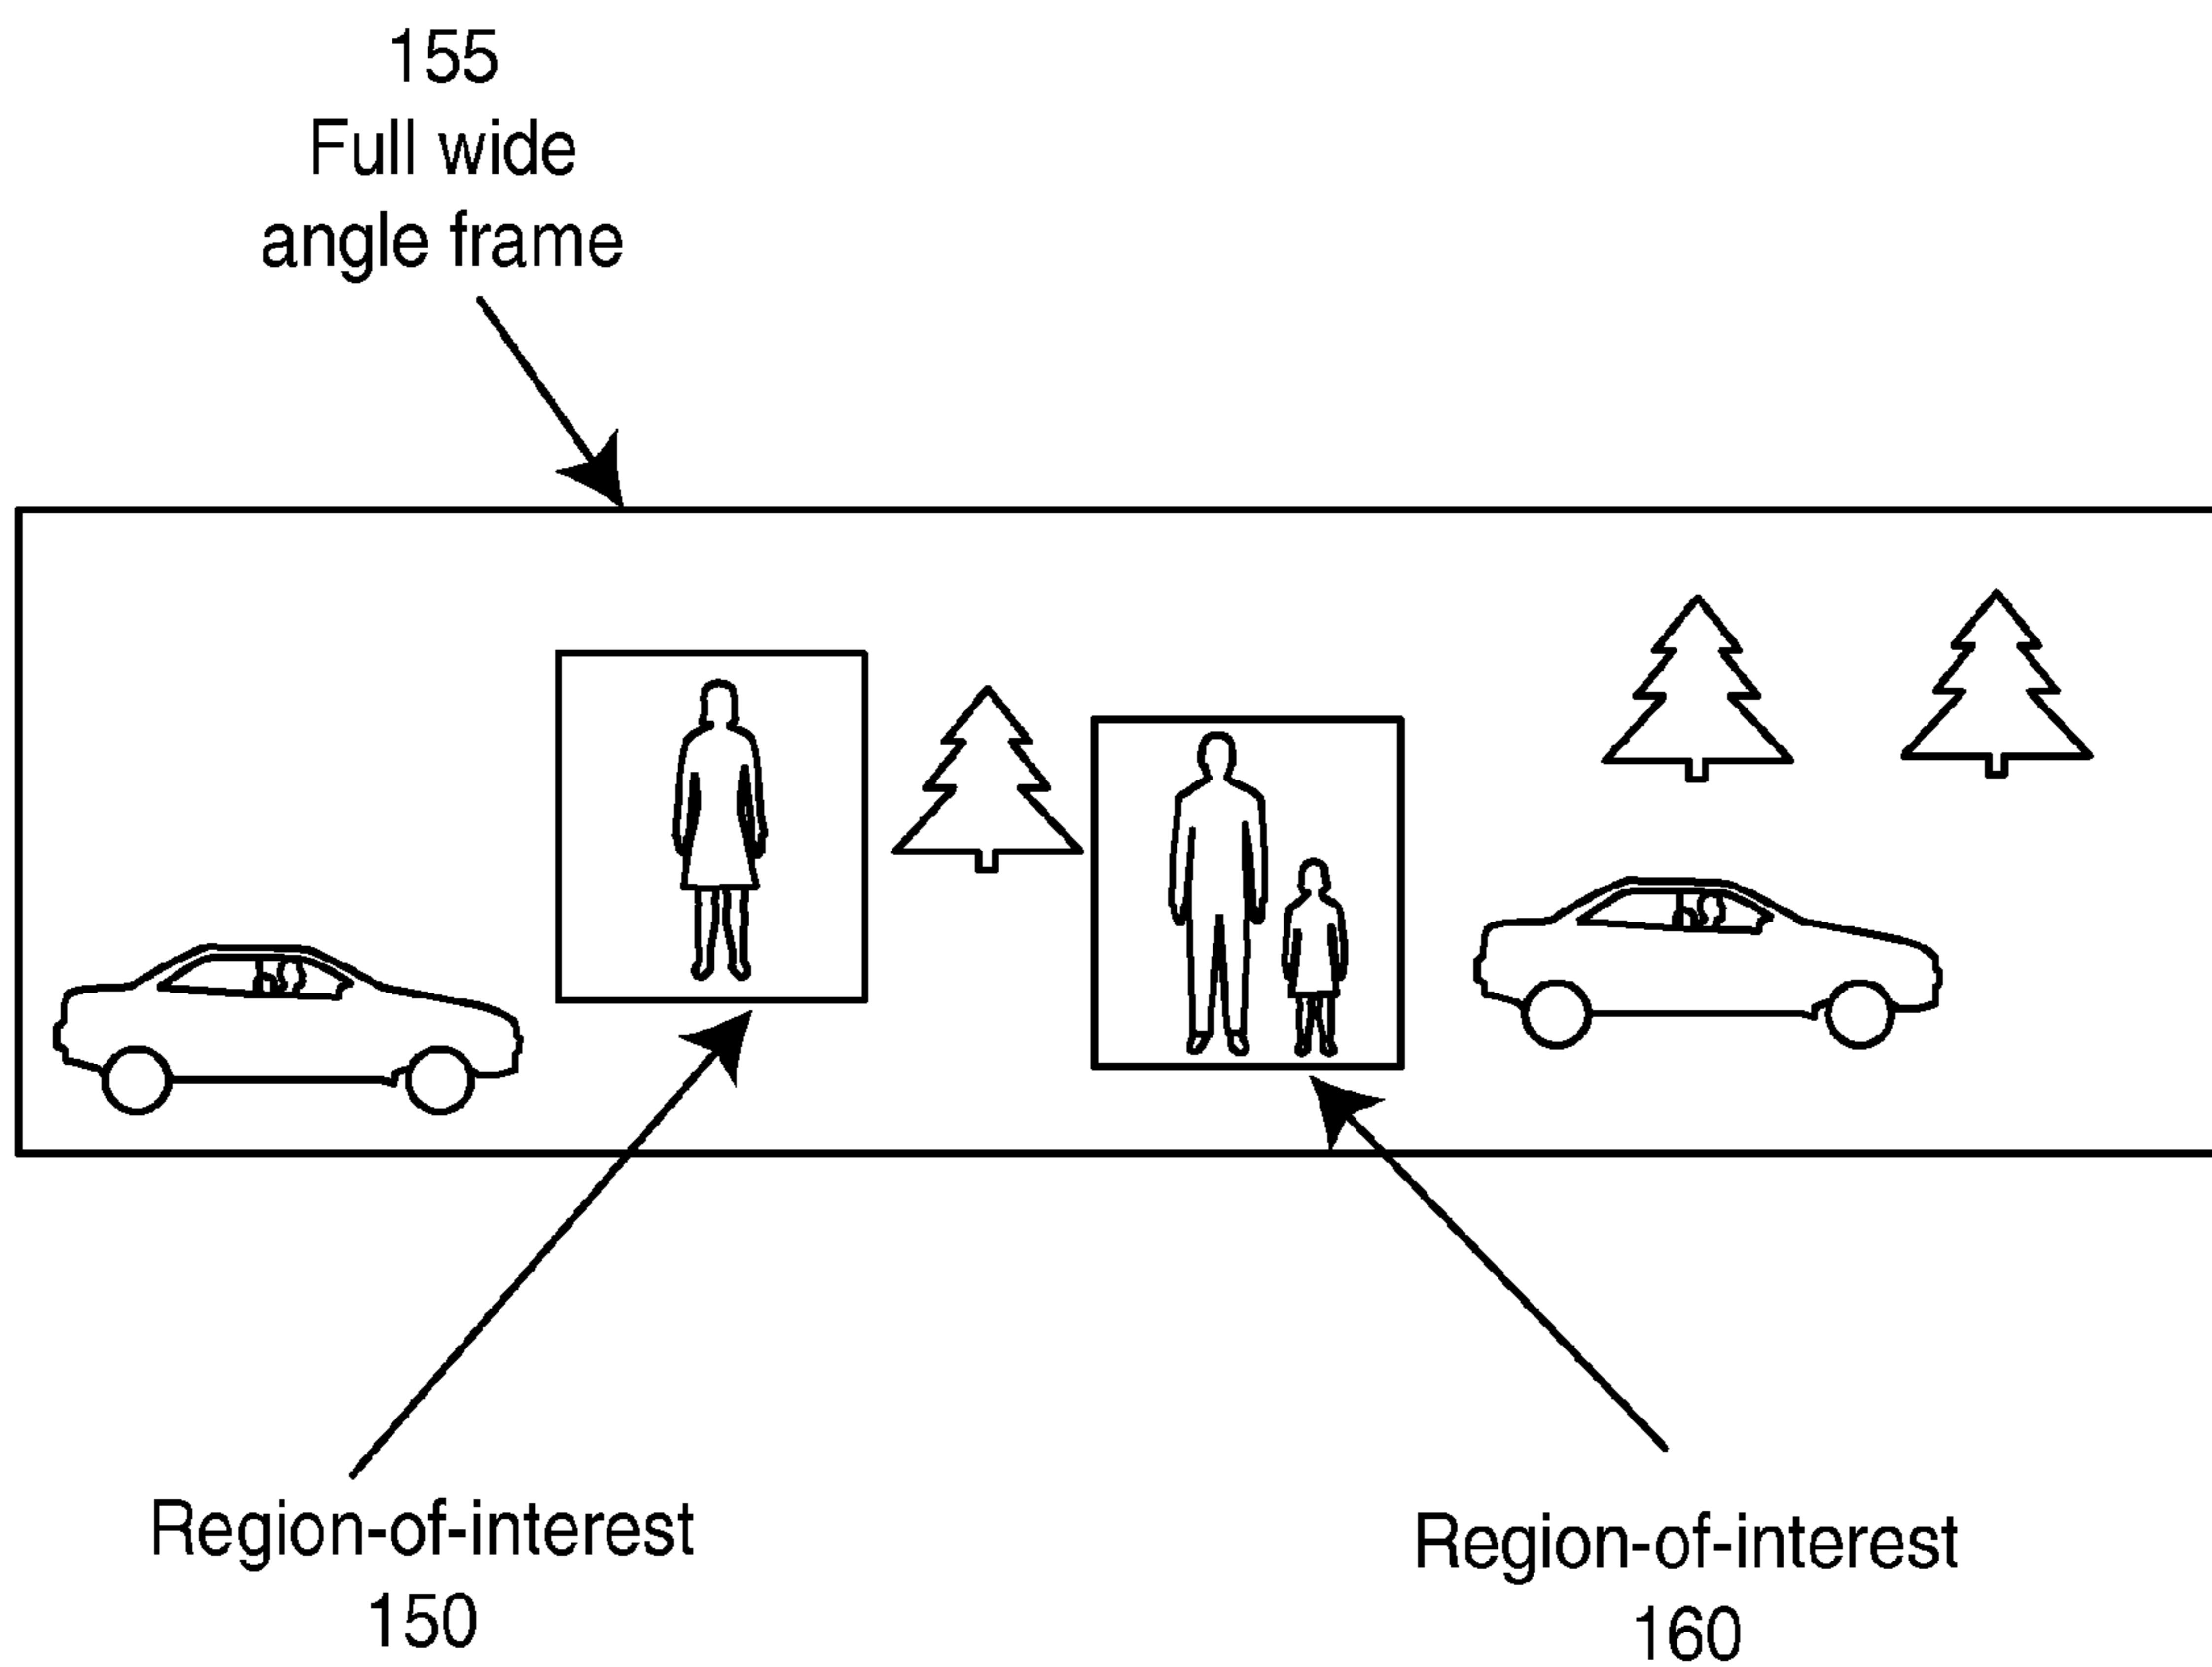 155
Full wide
angle frame
Region-of-interest
150
Region-of-interest
160